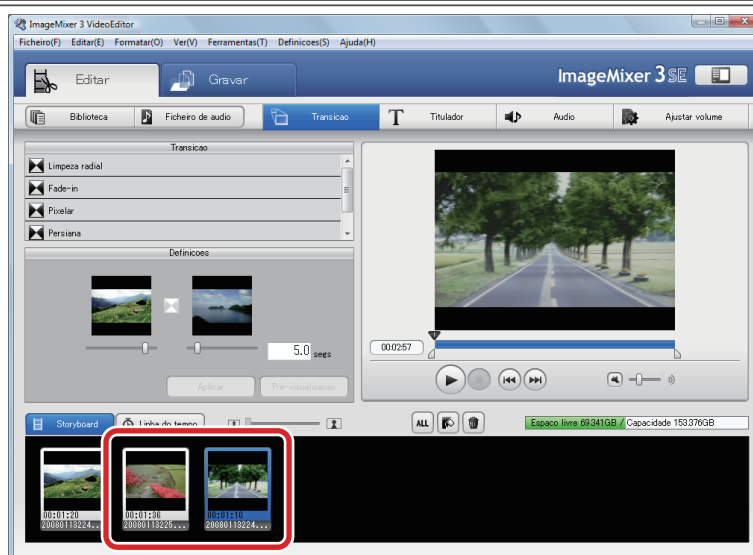 ImageMixer 3 VideoEditor
Ficheiro(F) Editar(E) Formatar(O) Ver(V) Ferramentas(T) Definicoes(S) Ajuda(H)
Editar Gravar ImageMixer 3 SE
Biblioteca Ficheiro de audio Transicao T Titulador Audio Ajustar volume
Transicao
Limpeza radial
Fade-in
Pixelar
Persiana
Definicoes
5.0 segs
00:02:57
Aplicar Pre-visualizacao
Storyboard Linha do tempo ALL Espaco livre 69.341GB / Capacidade 153.376GB
00:01:20 00:01:36 00:01:10
20080113224... 20080113225... 20080113224...